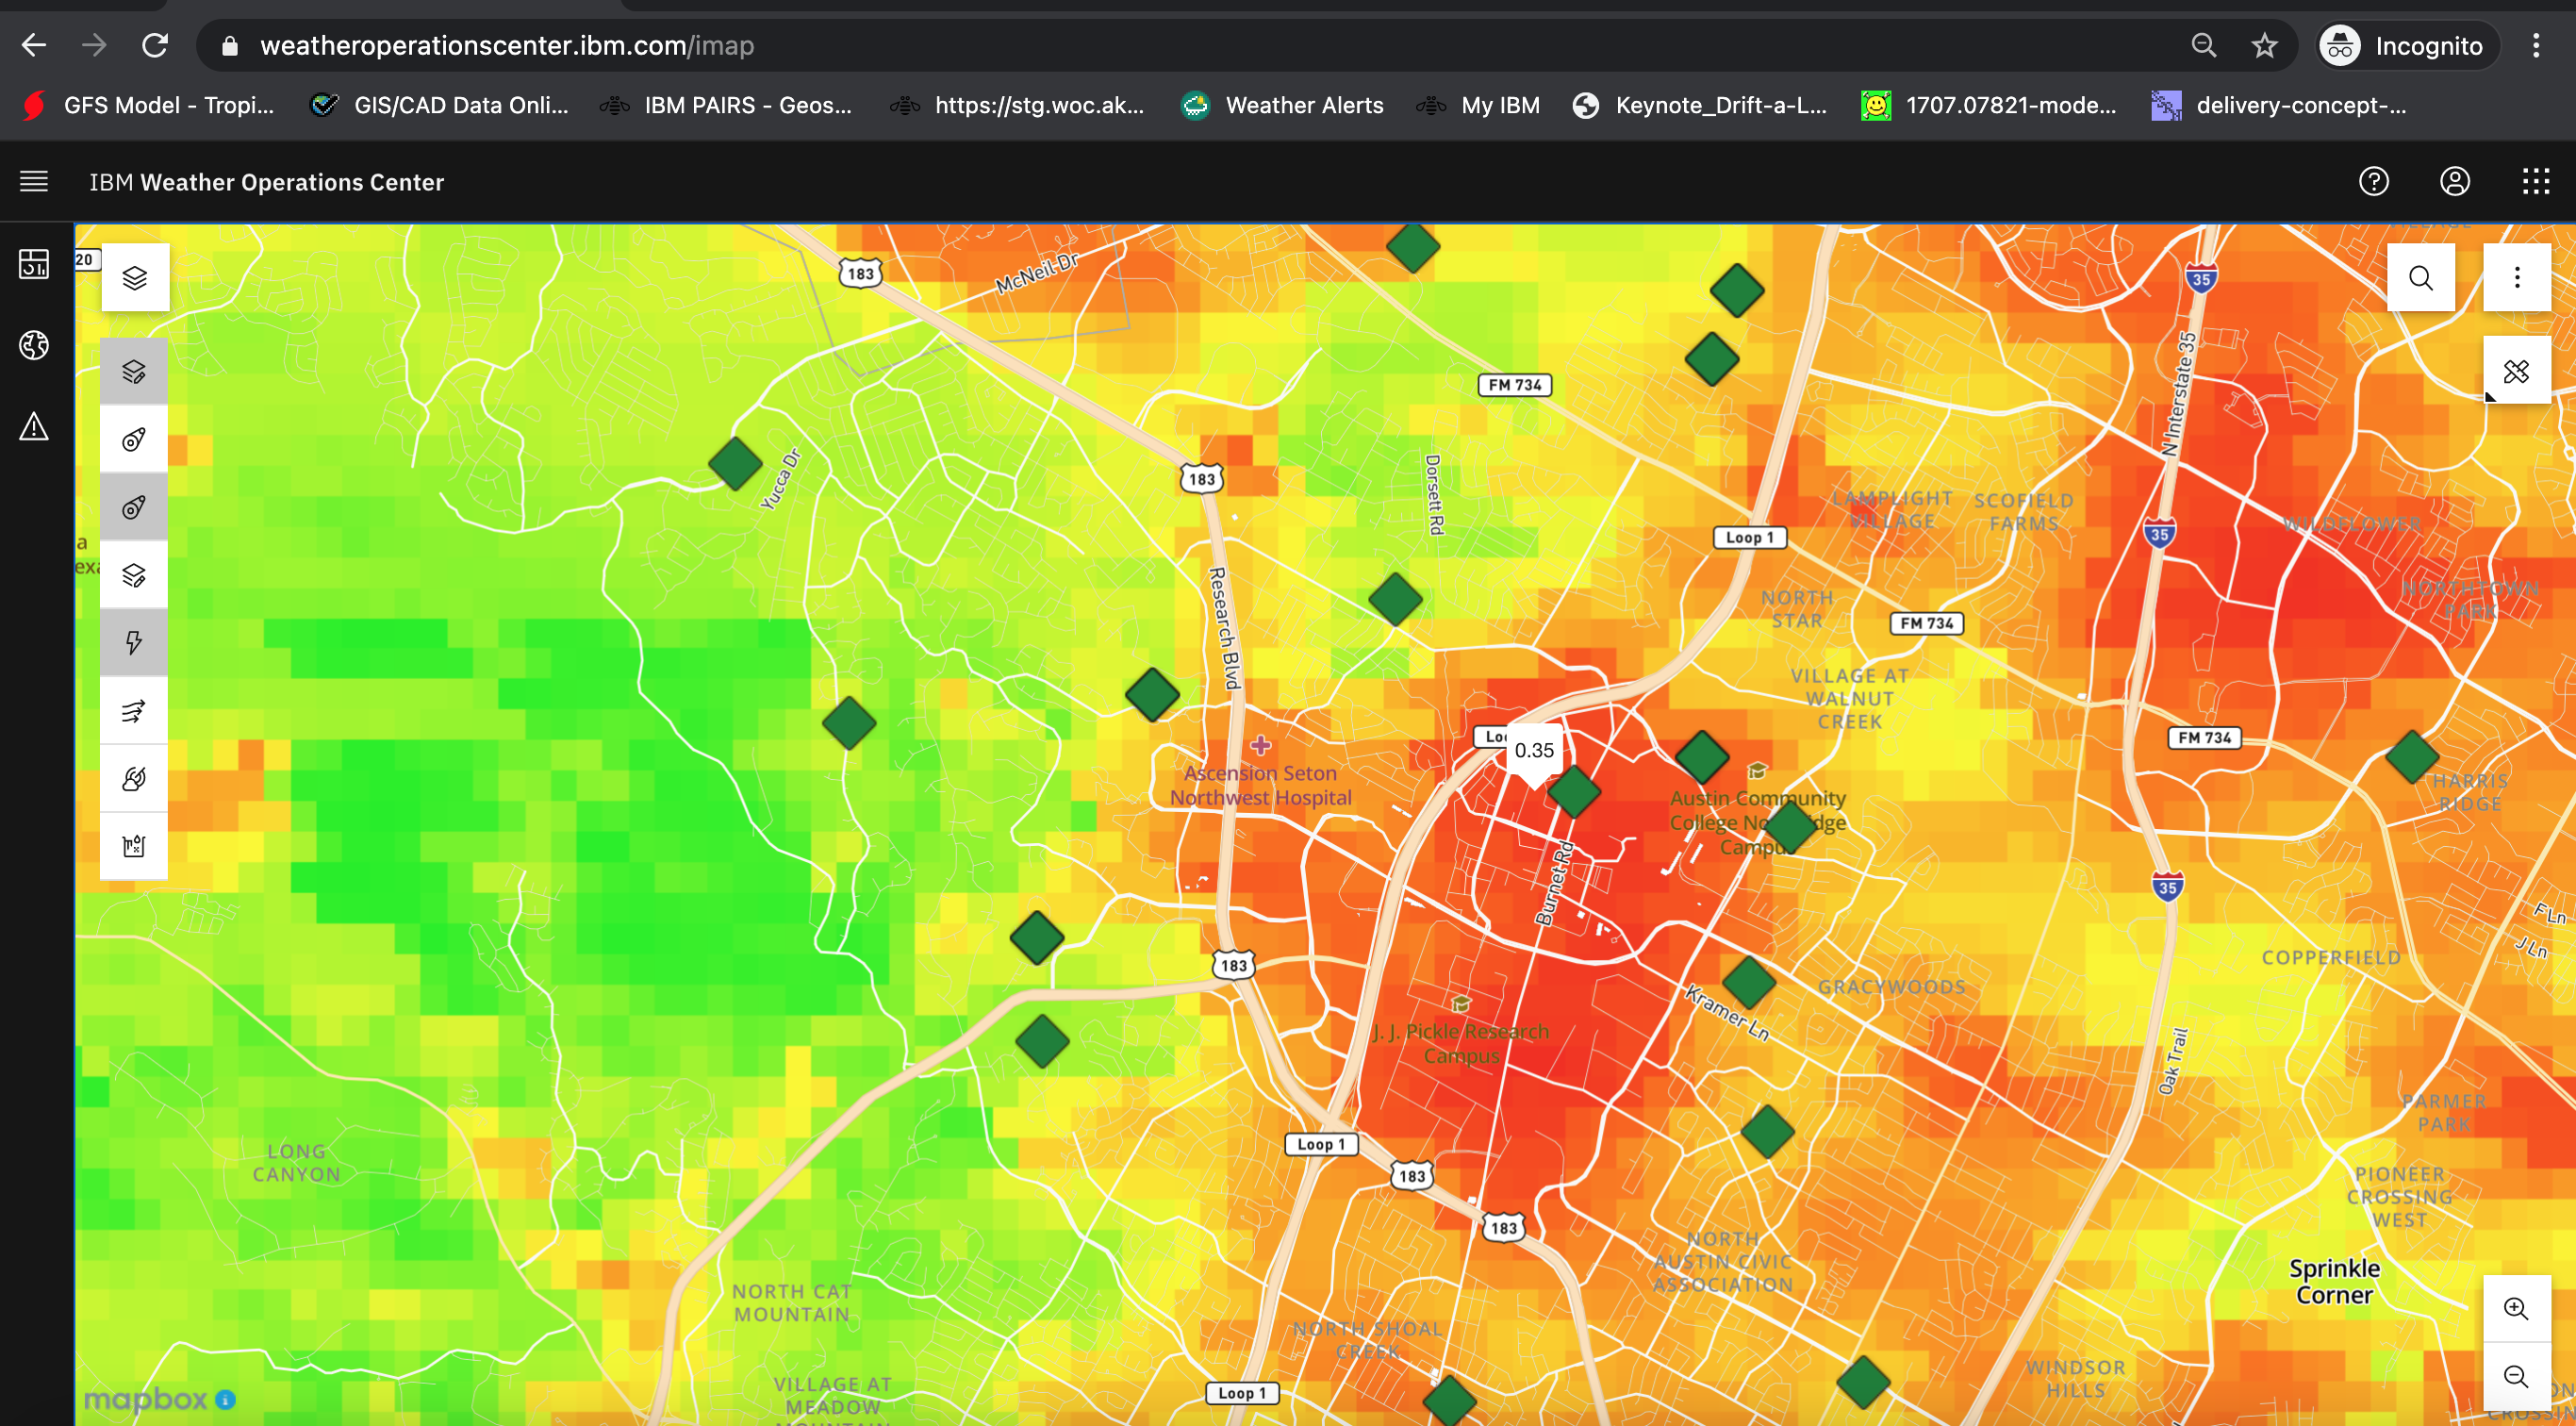 weatheroperationscenter.ibm.com/imap
Incognito
GFS Model - Tropi...
GIS/CAD Data Onli...
IBM PAIRS - Geos...
https://stg.woc.ak...
Weather Alerts
My IBM
Keynote_Drift-a-L...
1707.07821-mode...
delivery-concept-...
IBM Weather Operations Center
20
183
McNeil Dr
35
FM 734
N Interstate 35
Yucca Dr
183
Dorsett Rd
LAMPLIGHT
VILLAGE
SCOFIELD
FARMS
WILDFLOWER
Loop 1
35
a
Research Blvd
NORTH
STAR
FM 734
NORTHTOWN
PARK
VILLAGE AT
WALNUT
CREEK
0.35
FM 734
Ascension Seton
Northwest Hospital
Austin Community
HARRIS
RIDGE
Burnet Rd
35
F Ln
J Ln
183
COPPERFIELD
GRACYWOODS
Kramer Ln
J. J. Pickle Research
Campus
Oak Trail
PARMER
PARK
LONG
CANYON
Loop 1
183
183
PIONEER
CROSSING
WEST
NORTH
AUSTIN CIVIC
ASSOCIATION
Sprinkle
Corner
NORTH CAT
MOUNTAIN
NORTH SHOAL
CREEK
WINDSOR
HILLS
VILLAGE AT
MEADOW
Loop 1
mapbox